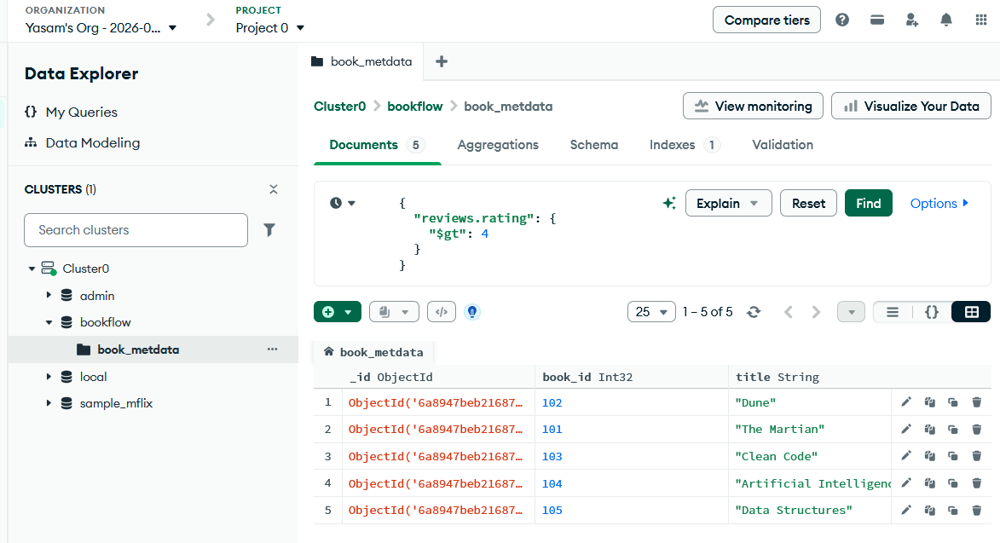 ORGANIZATION
Yasam's Org - 2026-0...
PROJECT
Project 0
Compare tiers
Data Explorer
My Queries
Data Modeling
CLUSTERS (1)
Search clusters
Cluster0
admin
bookflow
book_metdata
local
sample_mflix
book_metdata
Cluster0 > bookflow > book_metdata
View monitoring
Visualize Your Data
Documents 5
Aggregations
Schema
Indexes 1
Validation
{
"reviews.rating": {
"$gt": 4
}
}
Explain
Reset
Find
Options
25
1 – 5 of 5
book_metdata
_id ObjectId book_id Int32 title String
1 ObjectId('6a8947beb21687… 102 "Dune"
2 ObjectId('6a8947beb21687… 101 "The Martian"
3 ObjectId('6a8947beb21687… 103 "Clean Code"
4 ObjectId('6a8947beb21687… 104 "Artificial Intelligenc
5 ObjectId('6a8947beb21687… 105 "Data Structures"